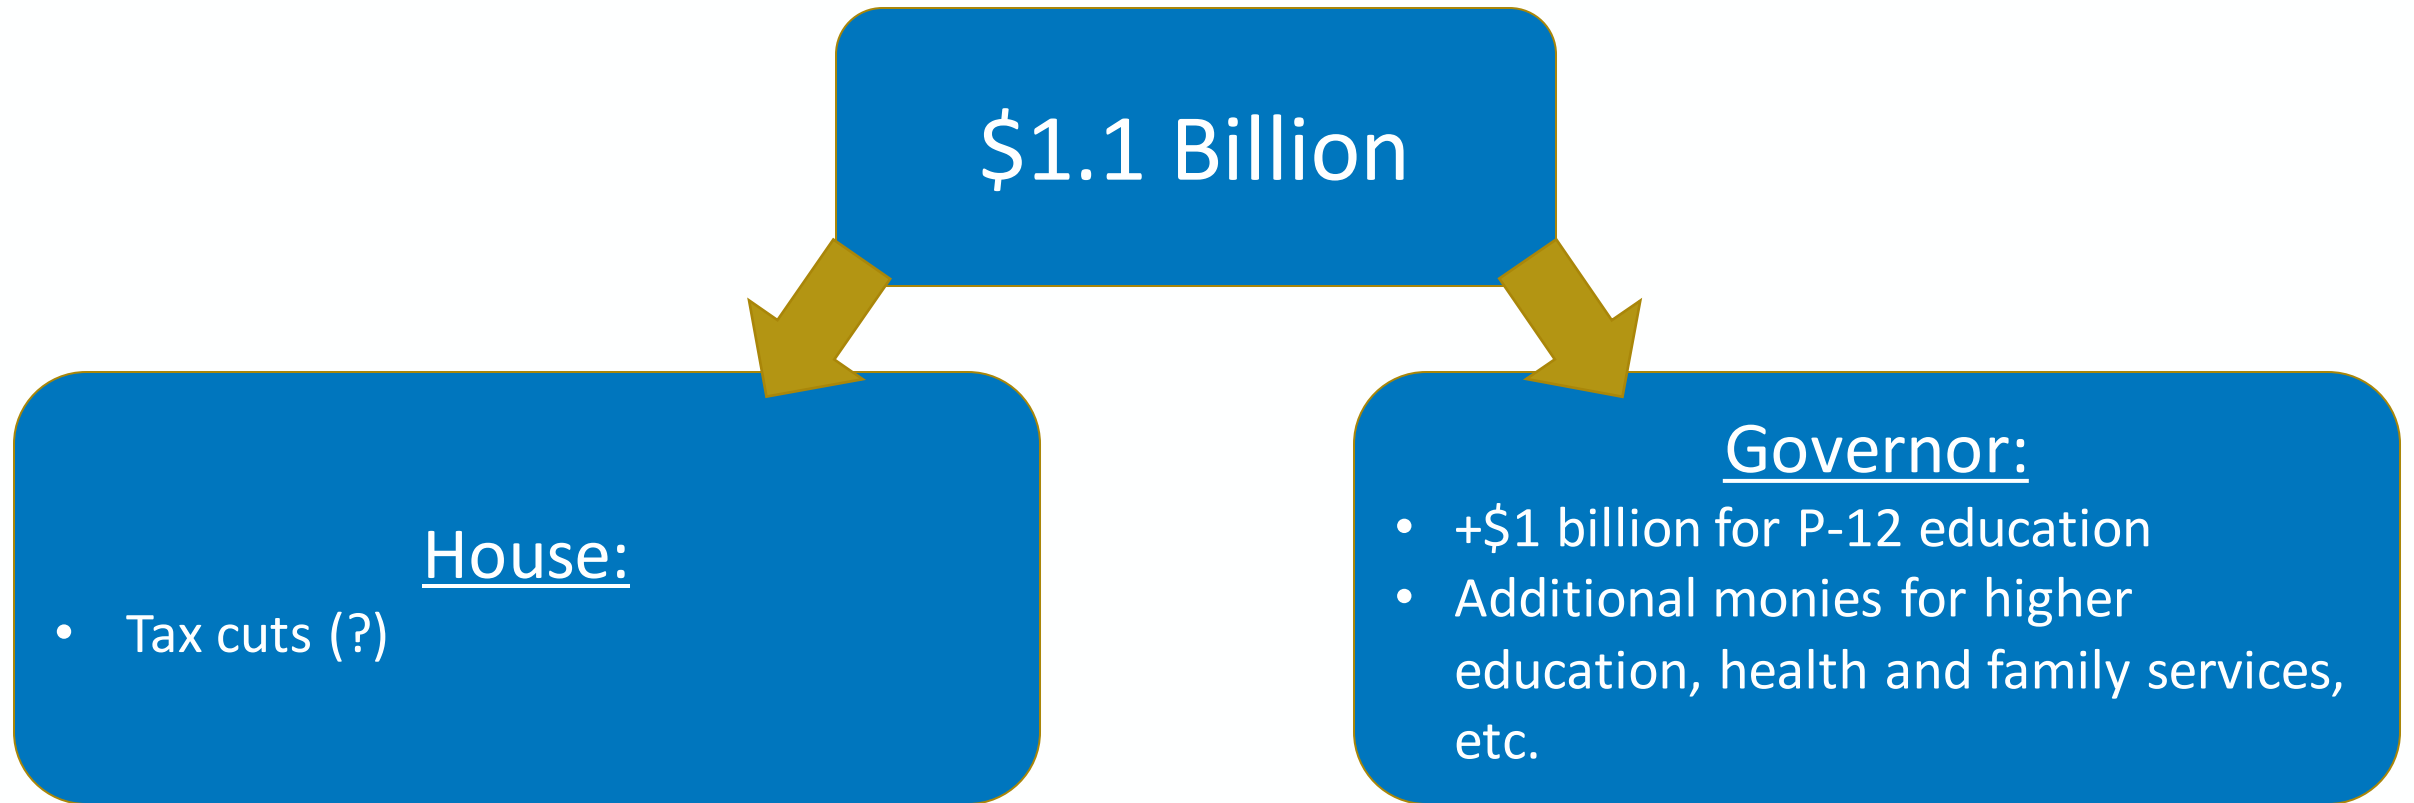 $1.1 Billion
House:
• Tax cuts (?)
Governor:
• +$1 billion for P-12 education
• Additional monies for higher
education, health and family services,
etc.